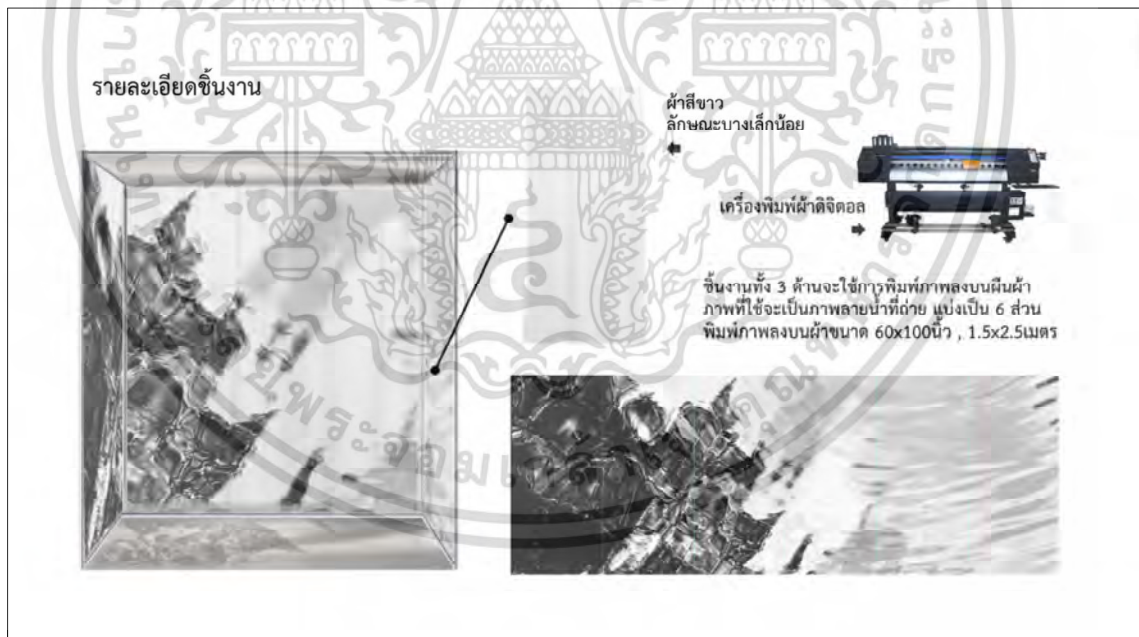 รายละเอียดชิ้นงาน
ผ้าสีขาว
ลักษณะบางเล็กน้อย
เครื่องพิมพ์ผ้าดิจิตอล
ชิ้นงานทั้ง 3 ด้านจะใช้การพิมพ์ภาพลงบนผืนผ้า
ภาพที่ใช้จะเป็นภาพลายน้ำที่ถ่าย แบ่งเป็น 6 ส่วน
พิมพ์ภาพลงบนผ้าขนาด 60x100นิ้ว , 1.5x2.5เมตร